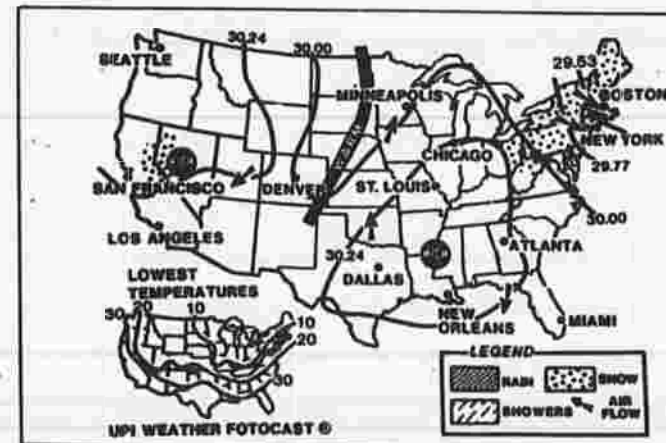 30.24
30.00
29.53
SEATTLE
MINNEAPOLIS
BOSTON
NEW YORK
CHICAGO
29.77
SAN FRANCISCO
DENVER
ST. LOUIS
30.00
LOS ANGELES
ATLANTA
30.24
DALLAS
LOWEST
TEMPERATURES
NEW
ORLEANS
MIAMI
30 20 10
10
20
30
LEGEND
RAIN
SNOW
SHOWERS
AIR
FLOW
UPI WEATHER FOTOCAST ®